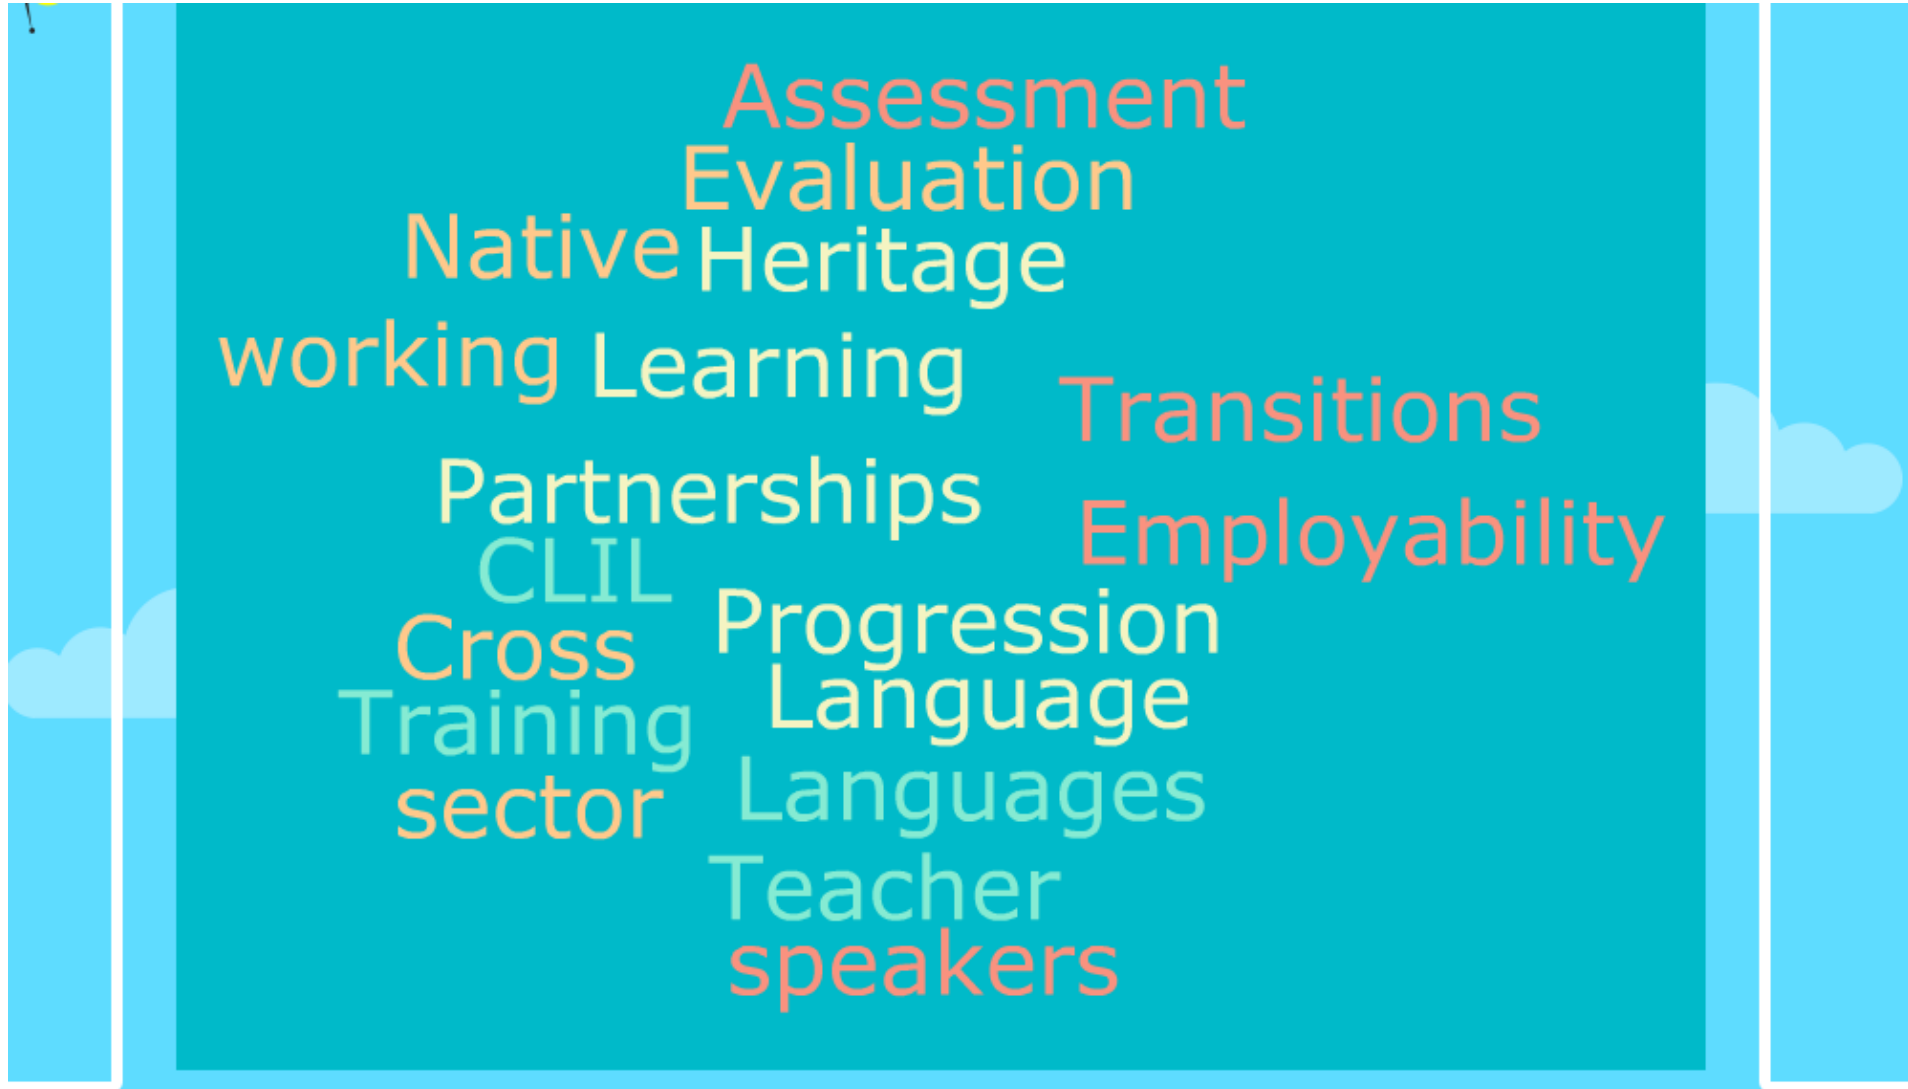 Assessment
Evaluation
Native
Heritage
working
Learning
Transitions
Partnerships
Employability
CLIL
Progression
Cross
Language
Training
Languages
sector
Teacher
speakers